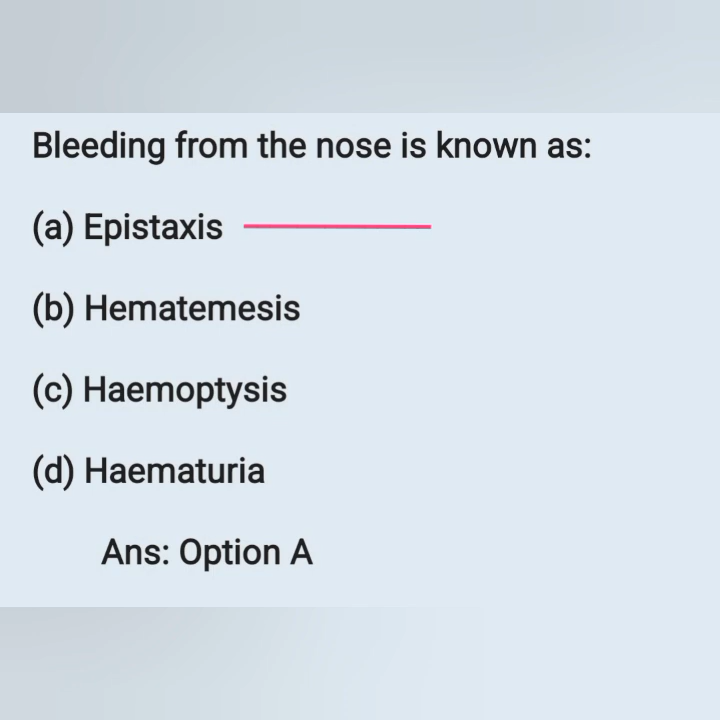 Bleeding from the nose is known as:
(a) Epistaxis
(b) Hematemesis
(c) Haemoptysis
(d) Haematuria
Ans: Option A